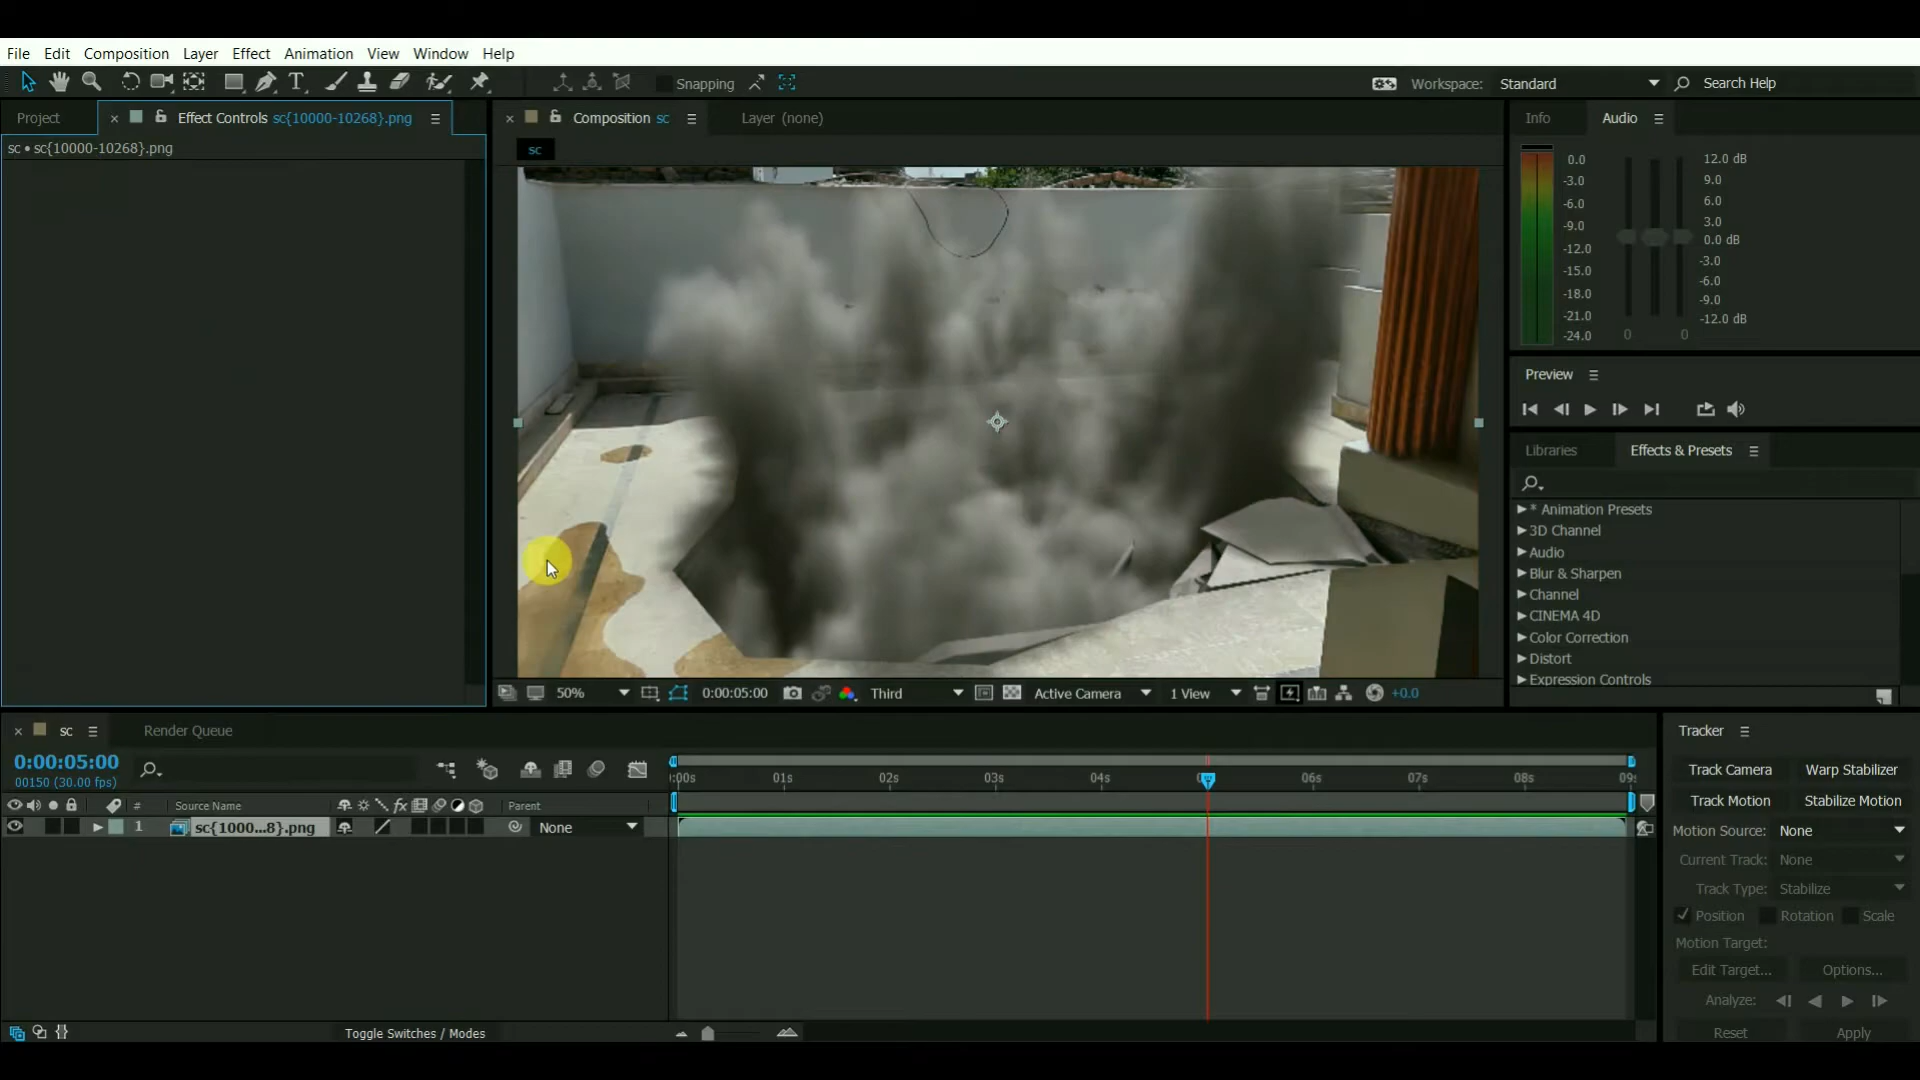 File Edit Composition Layer Effect Animation View Window Help
Snapping
Workspace: Standard
Search Help
Project
Effect Controls sc{10000-10268}.png
sc • sc{10000-10268}.png
Composition sc
Layer (none)
sc
50%
0:00:05:00
Third
Active Camera
1 View
+0.0
Info
Audio
0.0
-3.0
-6.0
-9.0
-12.0
-15.0
-18.0
-21.0
-24.0
0
0
12.0 dB
9.0
6.0
3.0
0.0 dB
-3.0
-6.0
-9.0
-12.0 dB
Preview
Libraries
Effects & Presets
* Animation Presets
3D Channel
Audio
Blur & Sharpen
Channel
CINEMA 4D
Color Correction
Distort
Expression Controls
sc
Render Queue
0:00:05:00
00150 (30.00 fps)
# Source Name
fx
Parent
1 sc{1000...8}.png
None
:00s 01s 02s 03s 04s 06s 07s 08s 09s
Toggle Switches / Modes
Tracker
Track Camera Warp Stabilizer
Track Motion Stabilize Motion
Motion Source: None
Current Track: None
Track Type: Stabilize
Position Rotation Scale
Motion Target:
Edit Target... Options...
Analyze:
Reset Apply